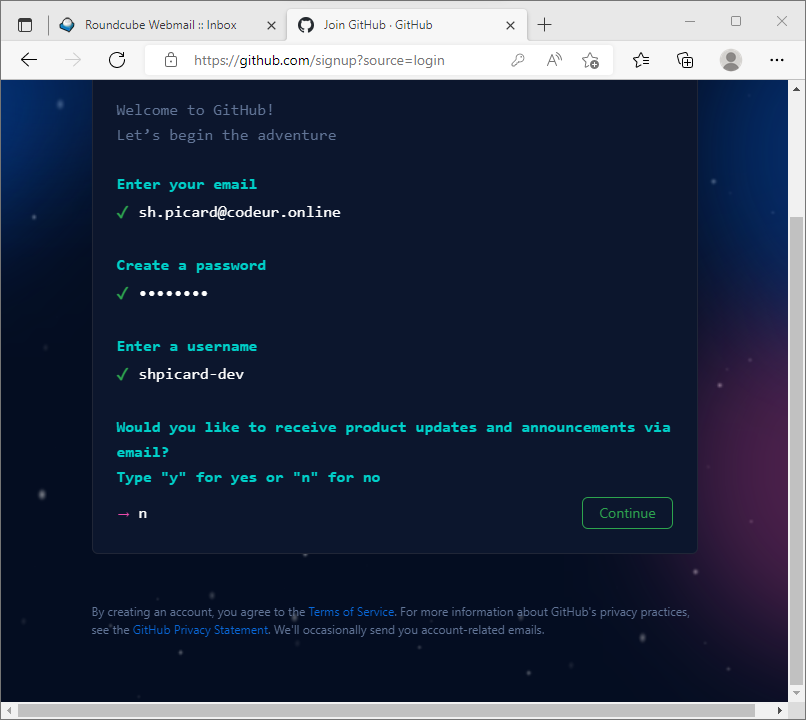 Roundcube Webmail :: Inbox
Join GitHub · GitHub
https://github.com/signup?source=login
Welcome to GitHub!
Let’s begin the adventure
Enter your email
✓ sh.picard@codeur.online
Create a password
✓ ••••••••
Enter a username
✓ shpicard-dev
Would you like to receive product updates and announcements via
email?
Type "y" for yes or "n" for no
→ n
Continue
By creating an account, you agree to the Terms of Service. For more information about GitHub's privacy practices,
see the GitHub Privacy Statement. We'll occasionally send you account-related emails.